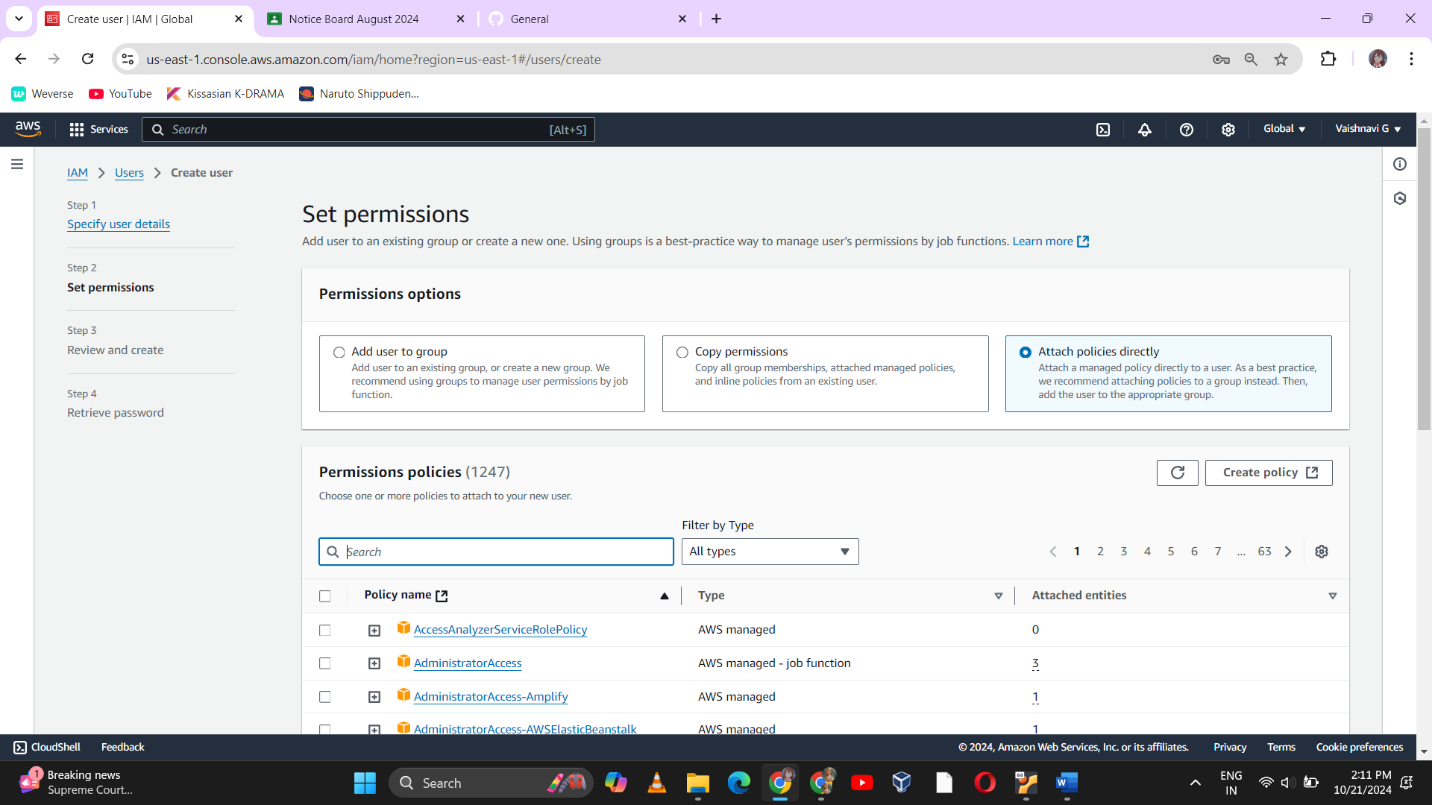 Create user | IAM | Global
Notice Board August 2024
General
us-east-1.console.aws.amazon.com/iam/home?region=us-east-1#/users/create
Weverse
YouTube
Kissasian K-DRAMA
Naruto Shippuden...
aws
Services
Search
[Alt+S]
Global
Vaishnavi G
IAM
Users
Create user
Step 1
Specify user details
Step 2
Set permissions
Step 3
Review and create
Step 4
Retrieve password
Set permissions
Add user to an existing group or create a new one. Using groups is a best-practice way to manage user's permissions by job functions. Learn more
Permissions options
Add user to group
Add user to an existing group, or create a new group. We
recommend using groups to manage user permissions by job
function.
Copy permissions
Copy all group memberships, attached managed policies,
and inline policies from an existing user.
Attach policies directly
Attach a managed policy directly to a user. As a best practice,
we recommend attaching policies to a group instead. Then,
add the user to the appropriate group.
Permissions policies (1247)
Choose one or more policies to attach to your new user.
Create policy
Filter by Type
Search
All types
1 2 3 4 5 6 7 ... 63
Policy name
Type
Attached entities
AccessAnalyzerServiceRolePolicy
AWS managed
0
AdministratorAccess
AWS managed - job function
3
AdministratorAccess-Amplify
AWS managed
1
AdministratorAccess-AWSElasticBeanstalk
AWS managed
1
CloudShell
Feedback
© 2024, Amazon Web Services, Inc. or its affiliates.
Privacy
Terms
Cookie preferences
1
Breaking news
Supreme Court...
Search
ENG
IN
2:11 PM
10/21/2024